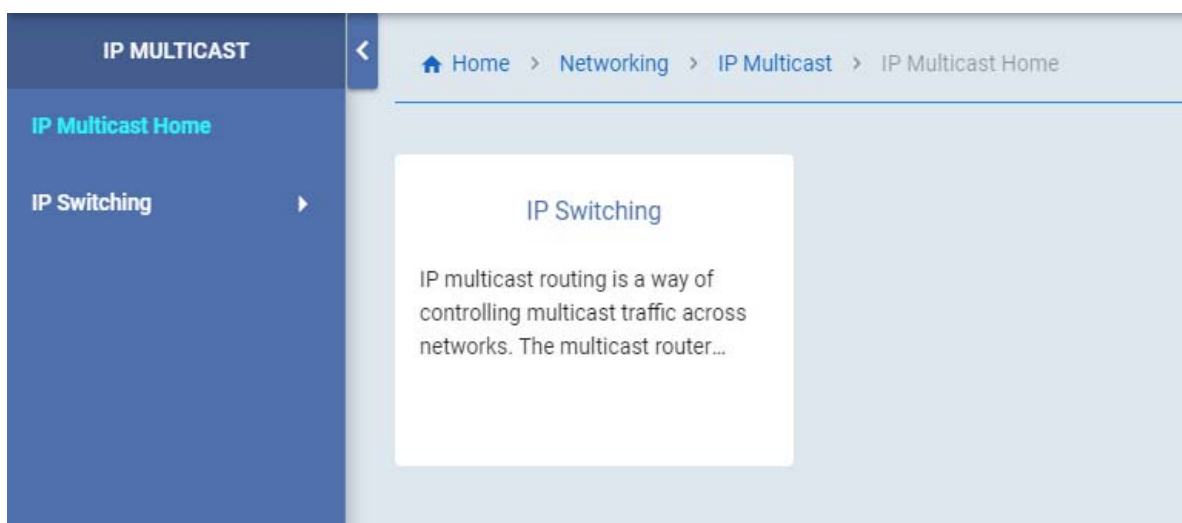 IP MULTICAST
Home > Networking > IP Multicast > IP Multicast Home
IP Multicast Home
IP Switching
IP Switching
IP multicast routing is a way of
controlling multicast traffic across
networks. The multicast router...